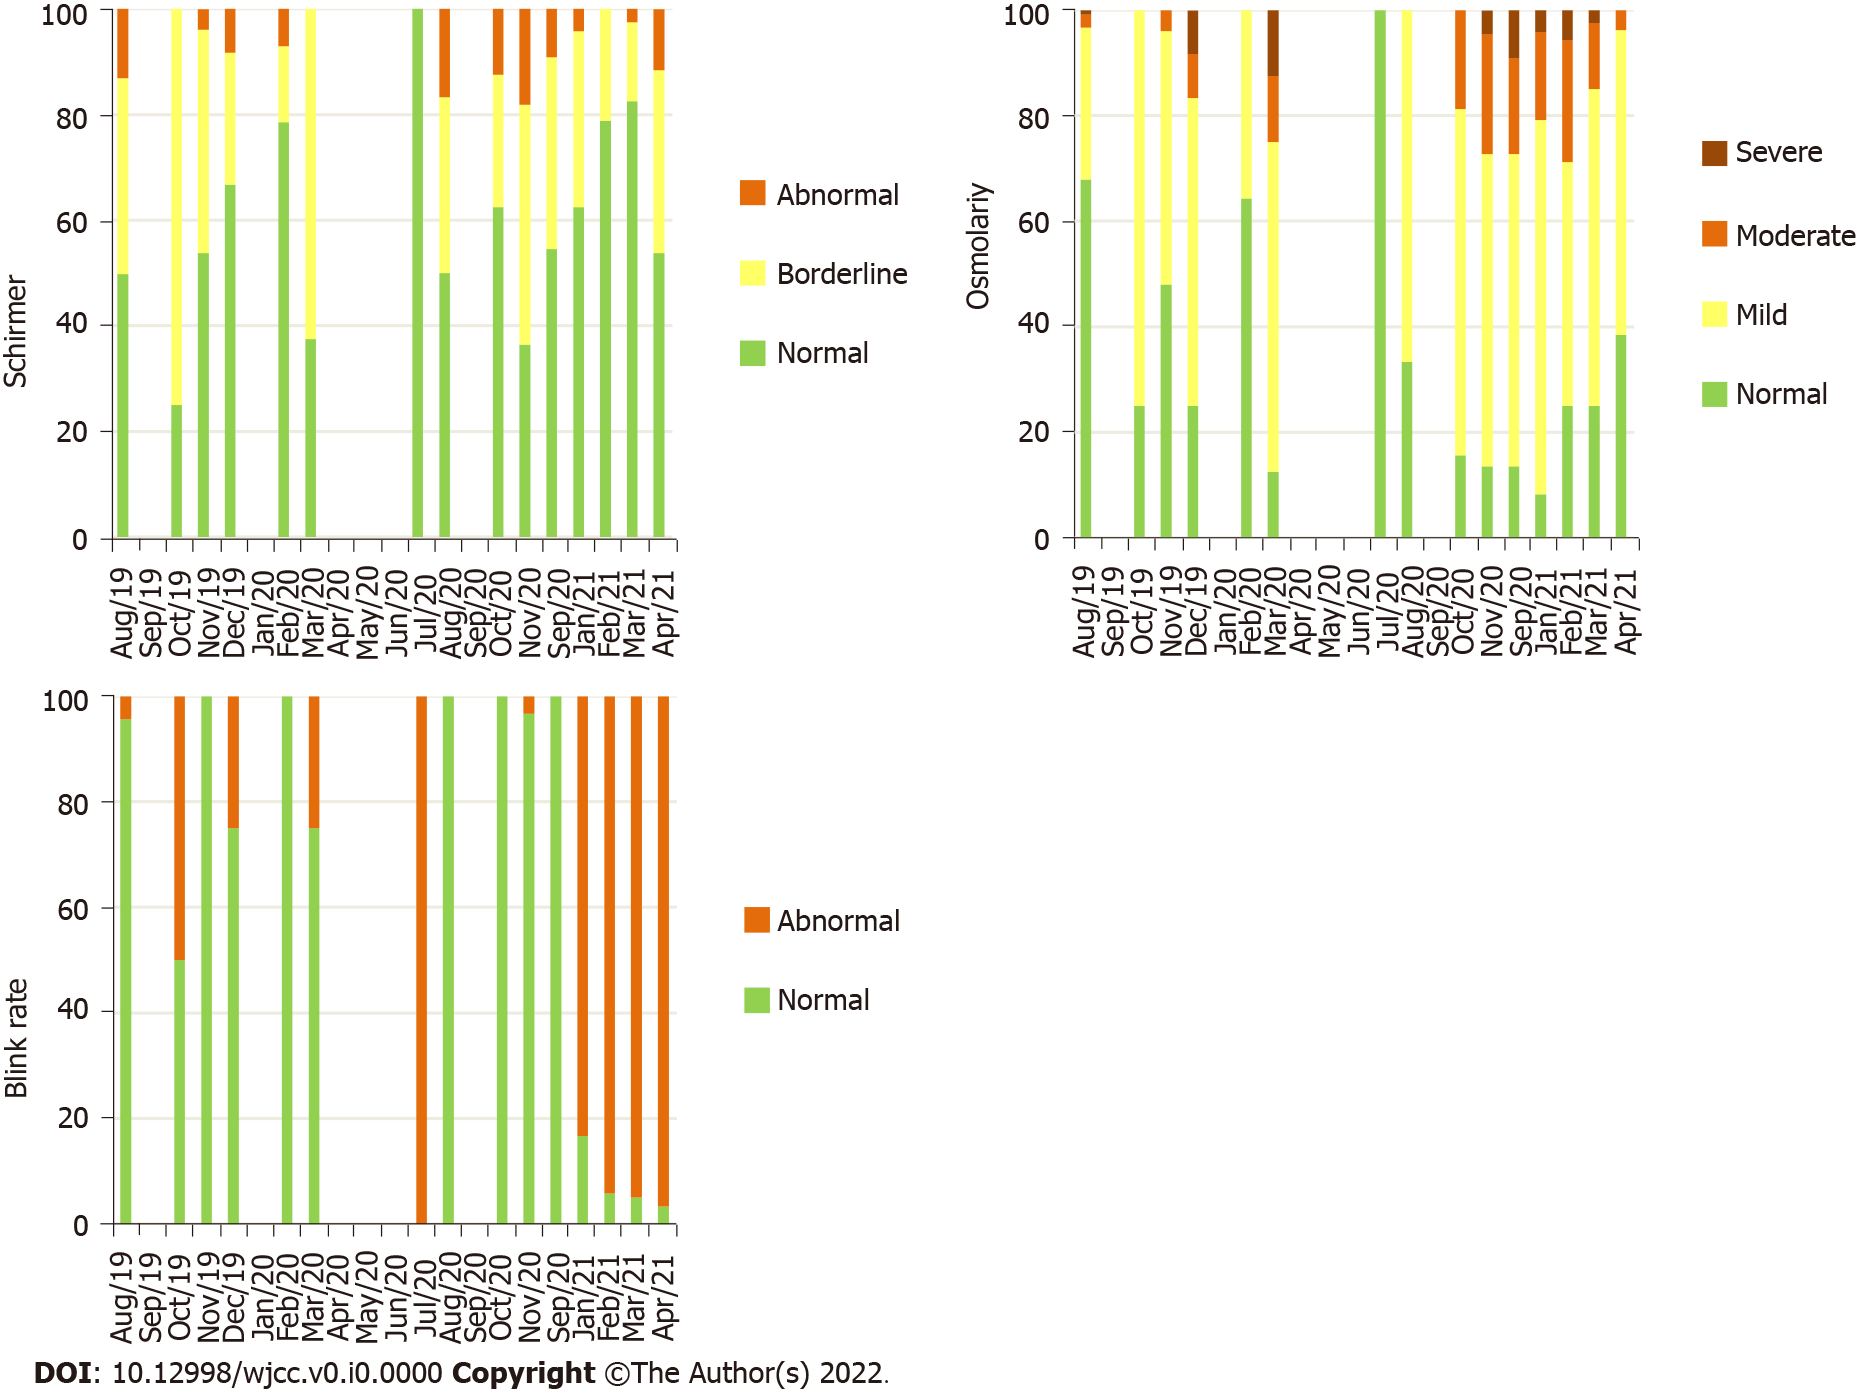 Schirmer
100
80
60
40
20
0
Aug/19
Sep/19
Oct/19
Nov/19
Dec/19
Jan/20
Feb/20
Mar/20
Apr/20
May/20
Jun/20
Jul/20
Aug/20
Sep/20
Oct/20
Nov/20
Sep/20
Jan/21
Feb/21
Mar/21
Apr/21
Abnormal
Borderline
Normal
Osmolariy
100
80
60
40
20
0
Aug/19
Sep/19
Oct/19
Nov/19
Dec/19
Jan/20
Feb/20
Mar/20
Apr/20
May/20
Jun/20
Jul/20
Aug/20
Sep/20
Oct/20
Nov/20
Sep/20
Jan/21
Feb/21
Mar/21
Apr/21
Severe
Moderate
Mild
Normal
Blink rate
100
80
60
40
20
0
Aug/19
Sep/19
Oct/19
Nov/19
Dec/19
Jan/20
Feb/20
Mar/20
Apr/20
May/20
Jun/20
Jul/20
Aug/20
Sep/20
Oct/20
Nov/20
Sep/20
Jan/21
Feb/21
Mar/21
Apr/21
Abnormal
Normal
DOI: 10.12998/wjcc.v0.i0.0000 Copyright ©The Author(s) 2022.